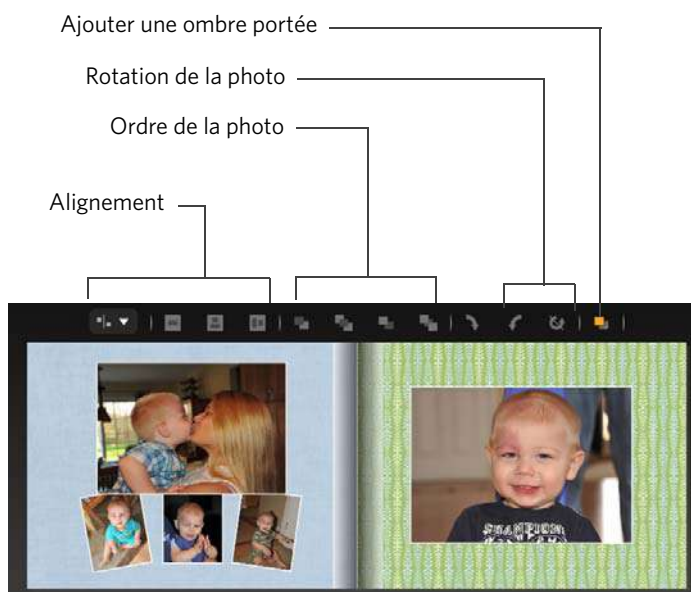 Ajouter une ombre portée
Rotation de la photo
Ordre de la photo
Alignement